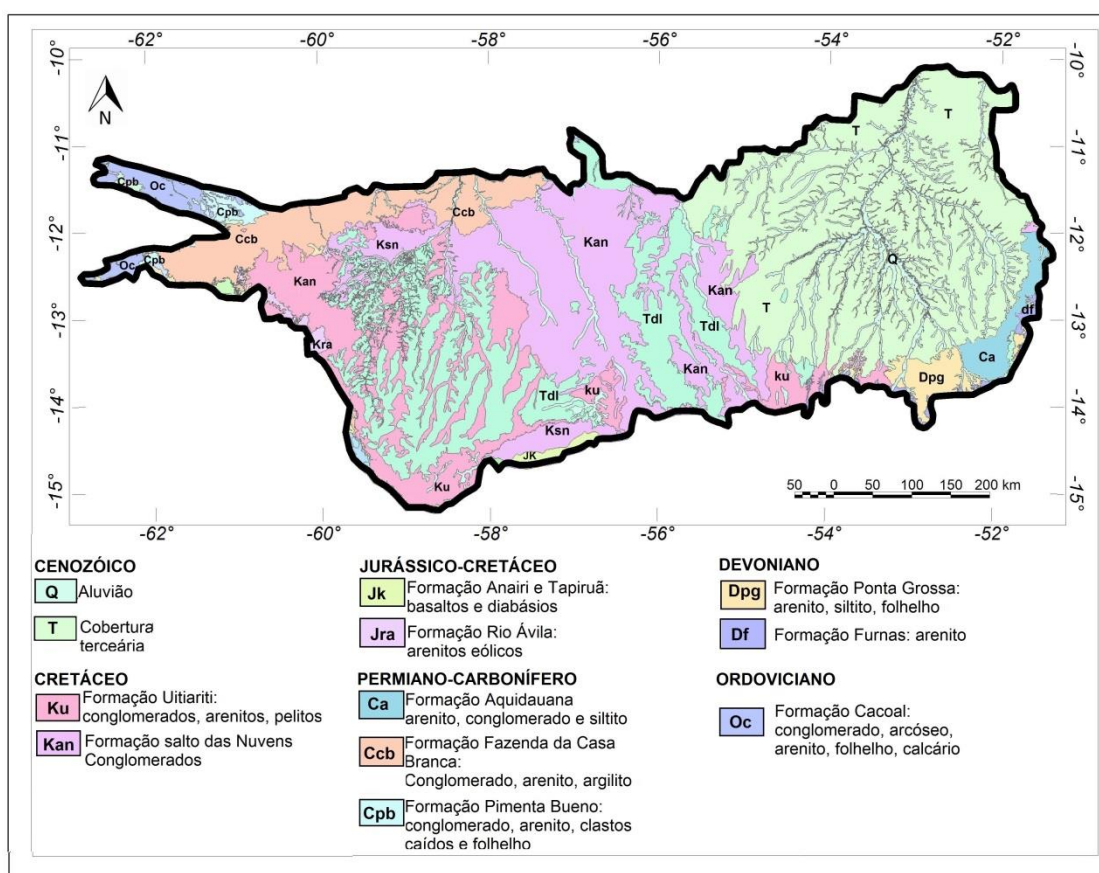 -62° -60° -58° -56° -54° -52°
-10° -10°
N
T T
-11° -11°
Cpb Oc
Cpb Ccb
-12° Ccb Ksn Kan -12°
Oc Cpb
Kan Kan Q
-13° Tdl Tdl T df -13°
Kra
Kan Ca
Tdl ku ku Dpg
-14° -14°
Ksn
JK
Ku
-15° 50 0 50 100 150 200 km -15°
-62° -60° -58° -56° -54° -52°
CENOZÓICO
Q Aluvião
T Cobertura
terceária
CRETÁCEO
Ku Formação Uitiariti:
conglomerados, arenitos, pelitos
Kan Formação salto das Nuvens
Conglomerados
JURÁSSICO-CRETÁCEO
Jk Formação Anairi e Tapiruã:
basaltos e diabásios
Jra Formação Rio Ávila:
arenitos eólicos
PERMIANO-CARBONÍFERO
Ca Formação Aquidauana
arenito, conglomerado e siltito
Ccb Formação Fazenda da Casa
Branca:
Conglomerado, arenito, argilito
Cpb Formação Pimenta Bueno:
conglomerado, arenito, clastos
caídos e folhelho
DEVONIANO
Dpg Formação Ponta Grossa:
arenito, siltito, folhelho
Df Formação Furnas: arenito
ORDOVICIANO
Oc Formação Cacoal:
conglomerado, arcóseo,
arenito, folhelho, calcário